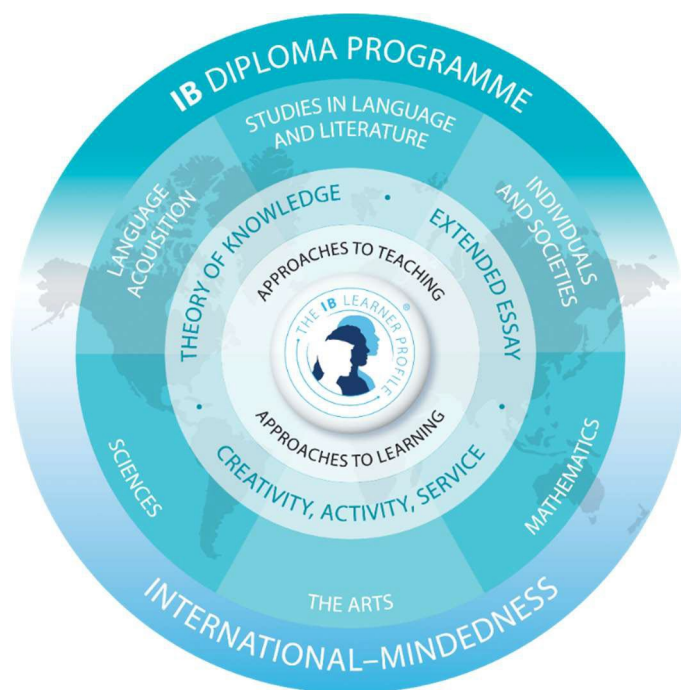 IB DIPLOMA PROGRAMME
STUDIES IN LANGUAGE
AND LITERATURE
LANGUAGE
ACQUISITION
INDIVIDUALS
AND SOCIETIES
THEORY OF KNOWLEDGE
•
EXTENDED ESSAY
APPROACHES TO TEACHING
THE IB LEARNER PROFILE
®
APPROACHES TO LEARNING
•
•
CREATIVITY, ACTIVITY, SERVICE
SCIENCES
MATHEMATICS
THE ARTS
INTERNATIONAL–MINDEDNESS